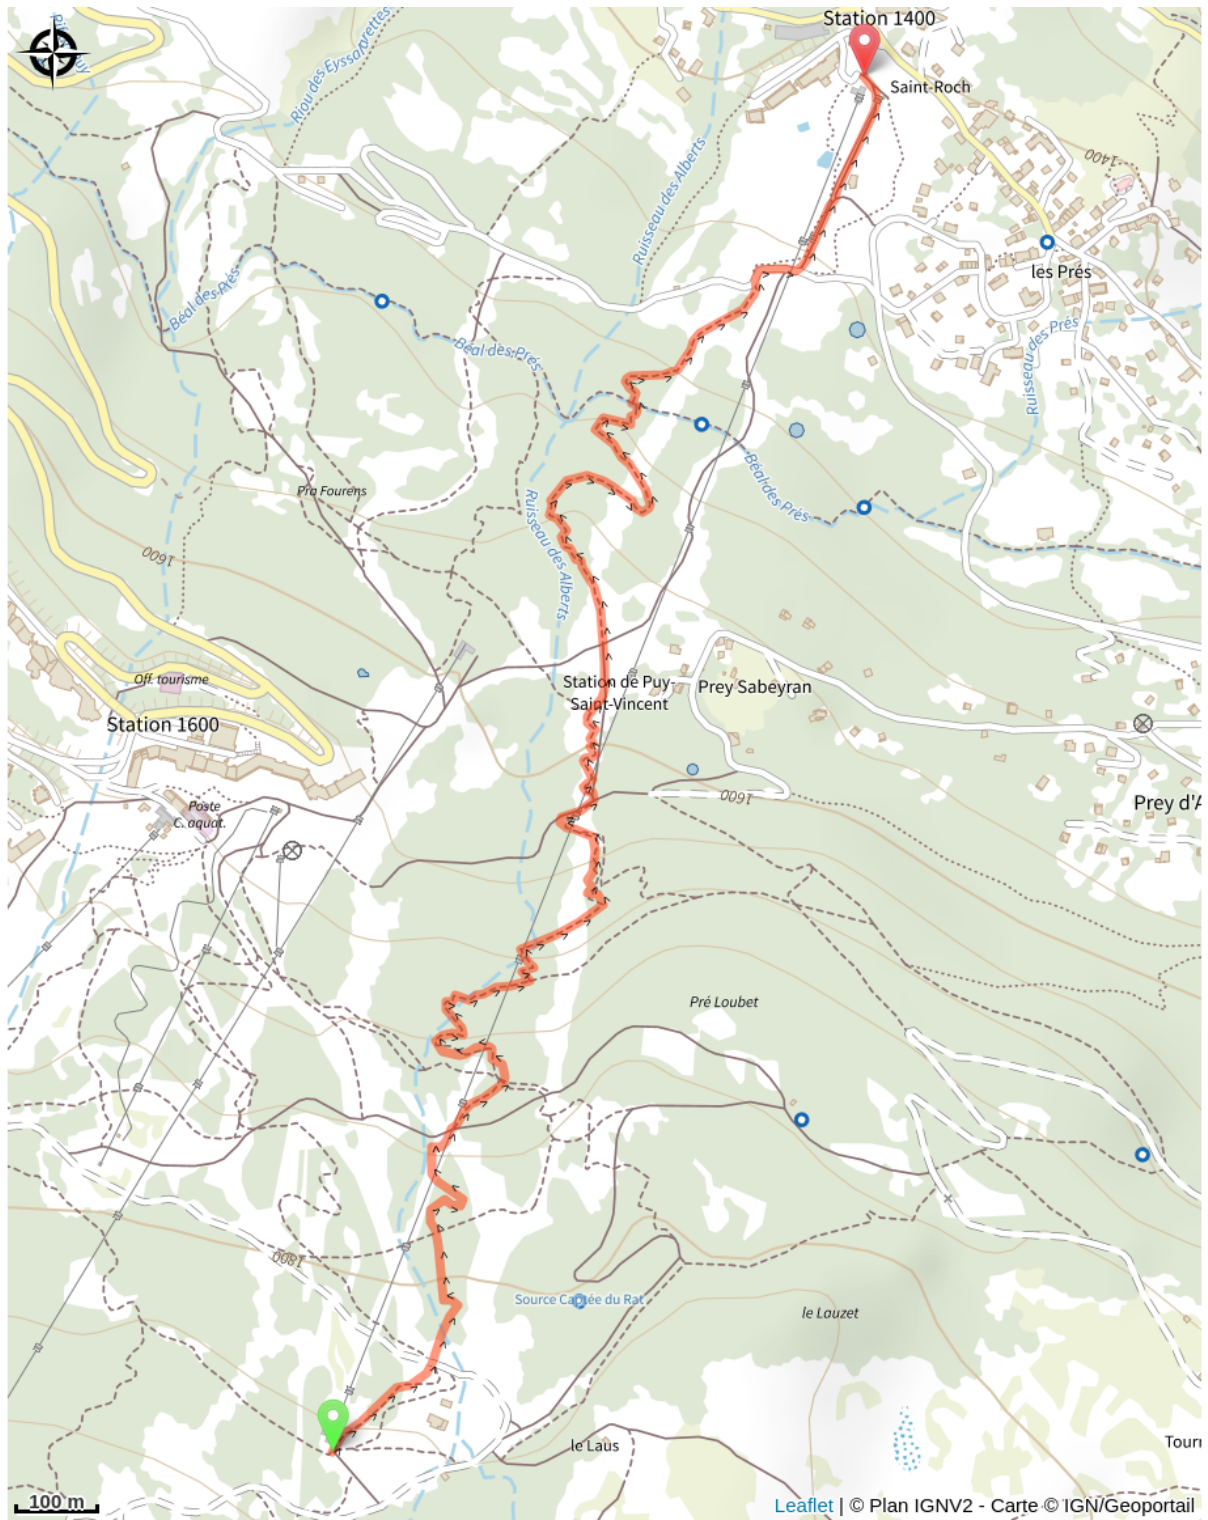 Station 1400
Saint-Roch
Riou des Eyssarettes
Ruisseau des Alberts
1400
les Prés
Béal des Prés
Béal des Prés
Ruisseau des Prés
Béal des Prés
Pra Fourens
Ruisseau des Alberts
1600
Off. tourisme
Station de Puy-
Saint-Vincent
Prey Sabeyran
Station 1600
1600
Poste
C. aquat.
Prey d'A
Pré Loubet
1800
Source Captée du Rat
le Lauzet
le Laus
Tour
100 m
Leaflet | © Plan IGNV2 - Carte © IGN/Geoportail